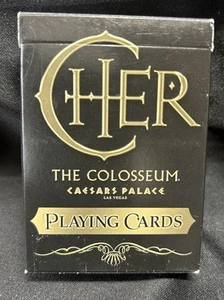 CHER
THE COLOSSEUM
CAESARS PALACE
LAS VEGAS
PLAYING CARDS